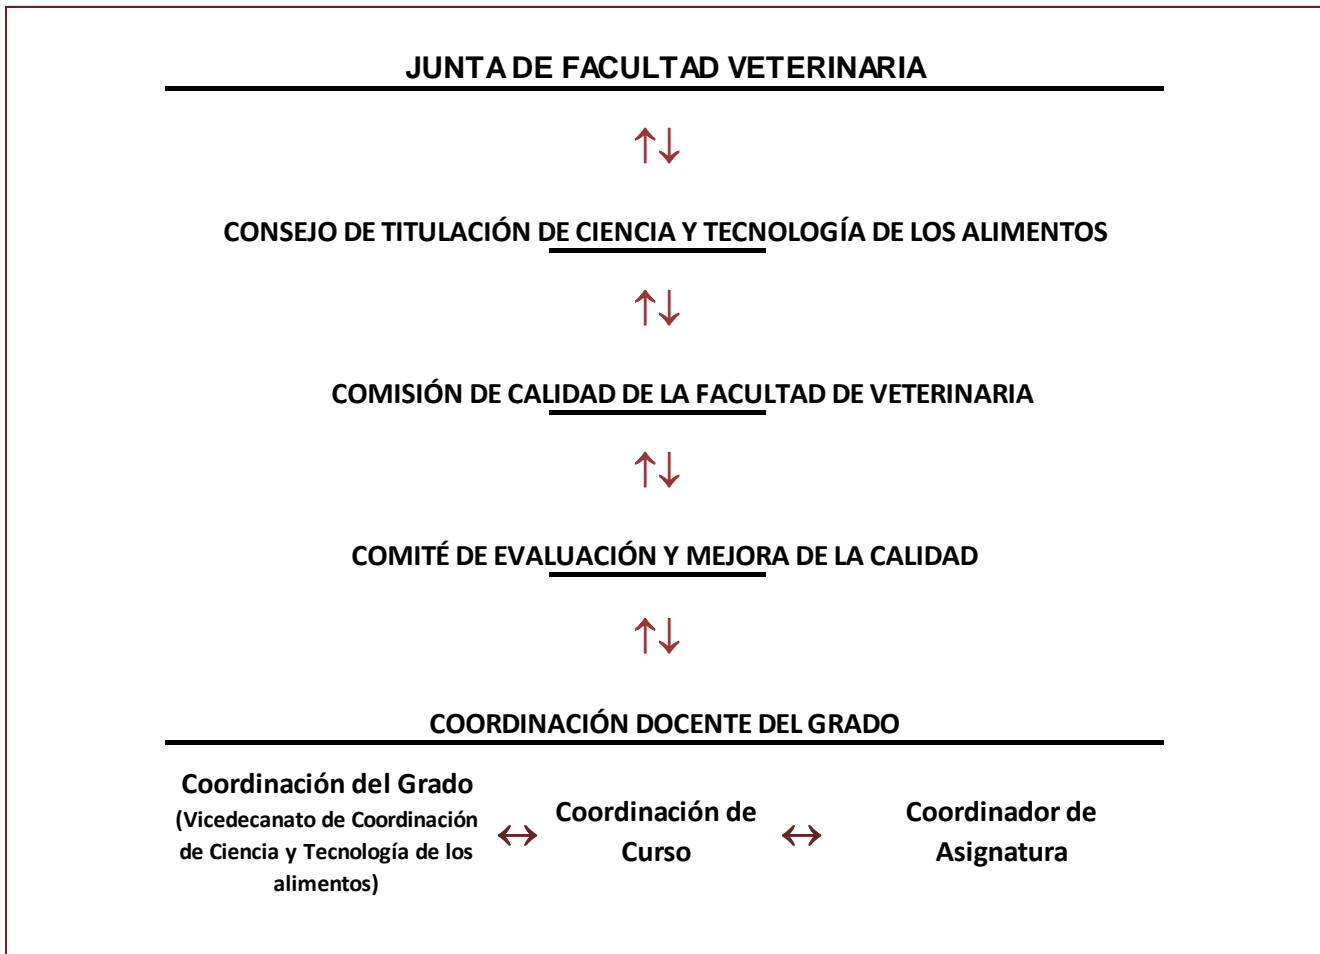 JUNTA DE FACULTAD VETERINARIA
↑↓
CONSEJO DE TITULACIÓN DE CIENCIA Y TECNOLOGÍA DE LOS ALIMENTOS
↑↓
COMISIÓN DE CALIDAD DE LA FACULTAD DE VETERINARIA
↑↓
COMITÉ DE EVALUACIÓN Y MEJORA DE LA CALIDAD
↑↓
COORDINACIÓN DOCENTE DEL GRADO
Coordinación del Grado
(Vicedecanato de Coordinación
de Ciencia y Tecnología de los
alimentos)
↔
Coordinación de
Curso
↔
Coordinador de
Asignatura